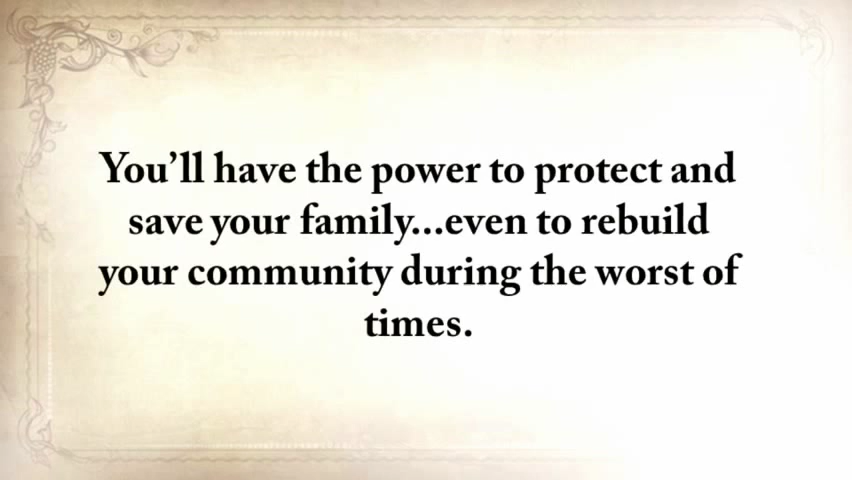 You’ll have the power to protect and
save your family...even to rebuild
your community during the worst of
times.